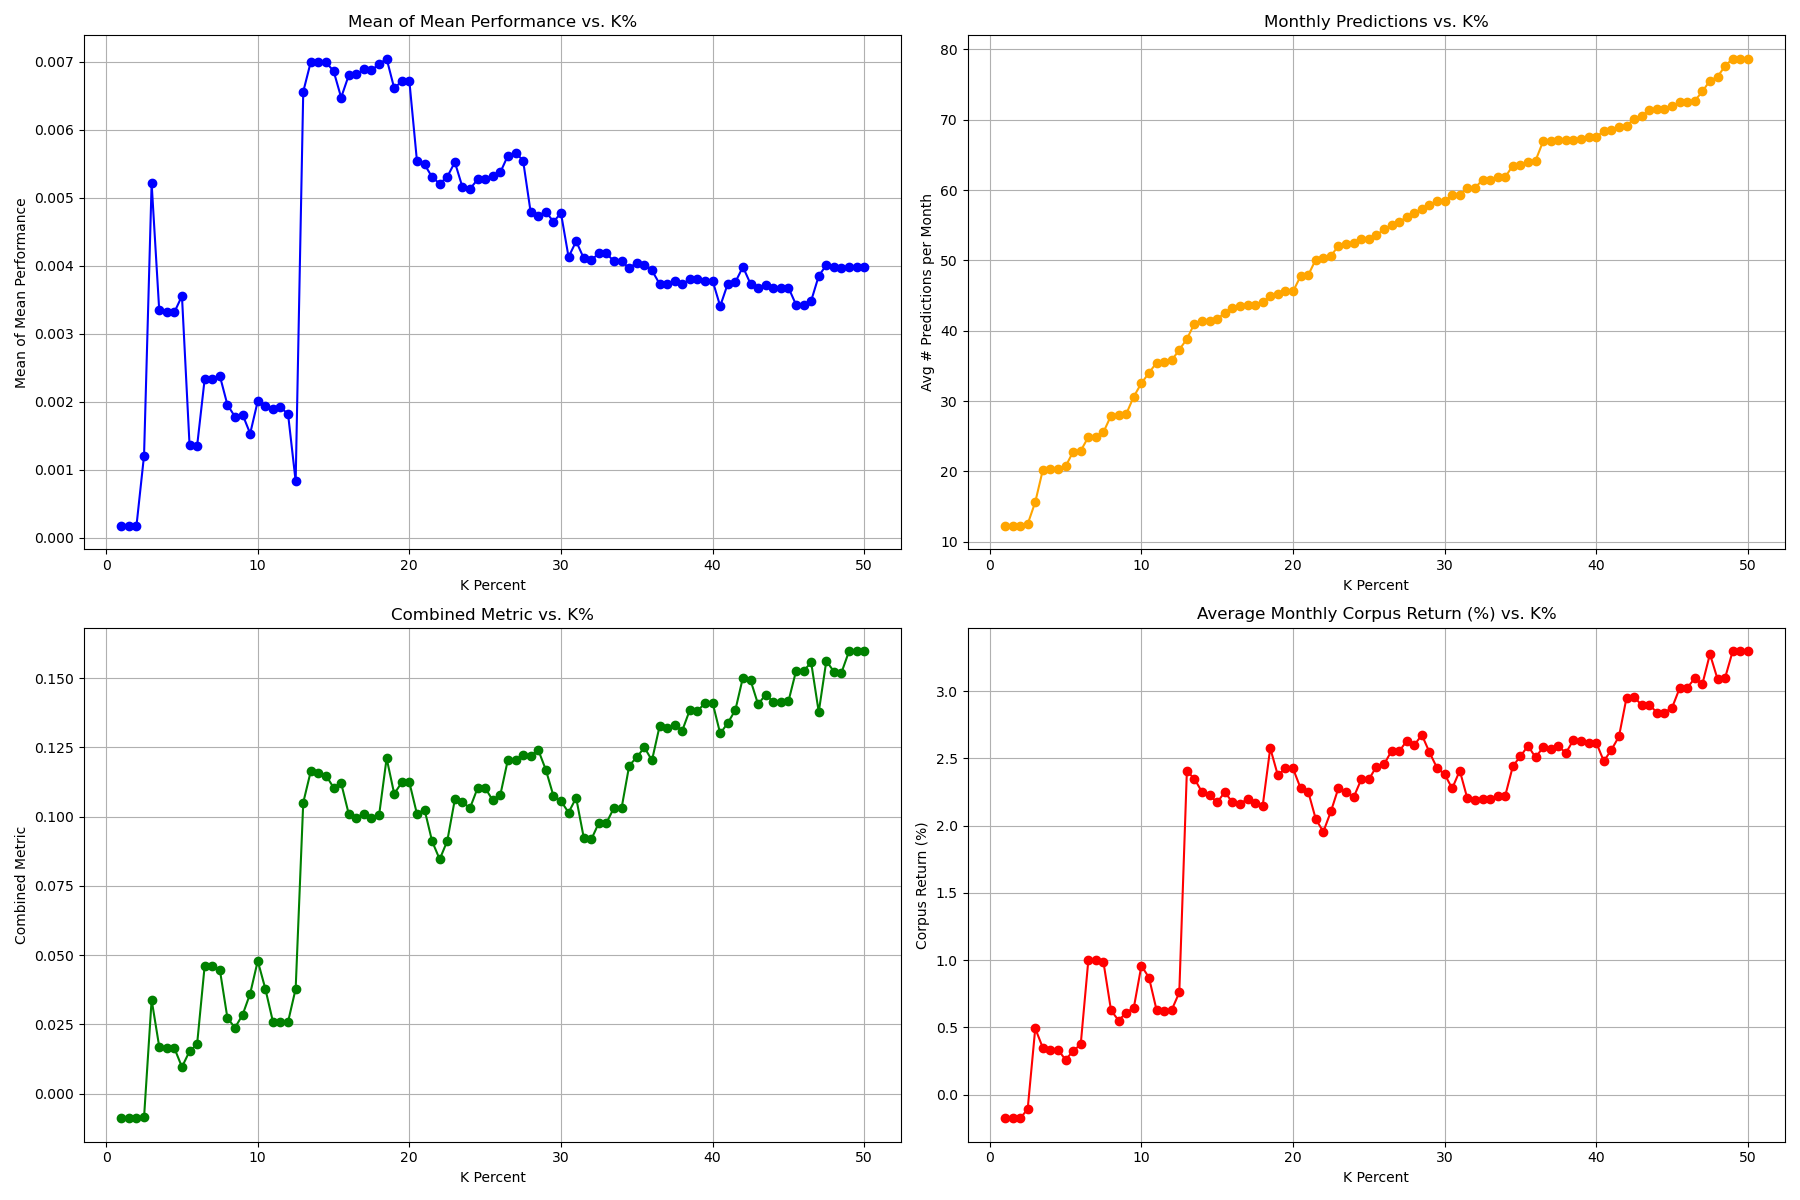 Mean of Mean Performance vs. K%
Mean of Mean Performance
0.007
0.006
0.005
0.004
0.003
0.002
0.001
0.000
0 10 20 30 40 50
K Percent
Monthly Predictions vs. K%
Avg # Predictions per Month
80
70
60
50
40
30
20
10
0 10 20 30 40 50
K Percent
Combined Metric vs. K%
Combined Metric
0.150
0.125
0.100
0.075
0.050
0.025
0.000
0 10 20 30 40 50
K Percent
Average Monthly Corpus Return (%) vs. K%
Corpus Return (%)
3.0
2.5
2.0
1.5
1.0
0.5
0.0
0 10 20 30 40 50
K Percent